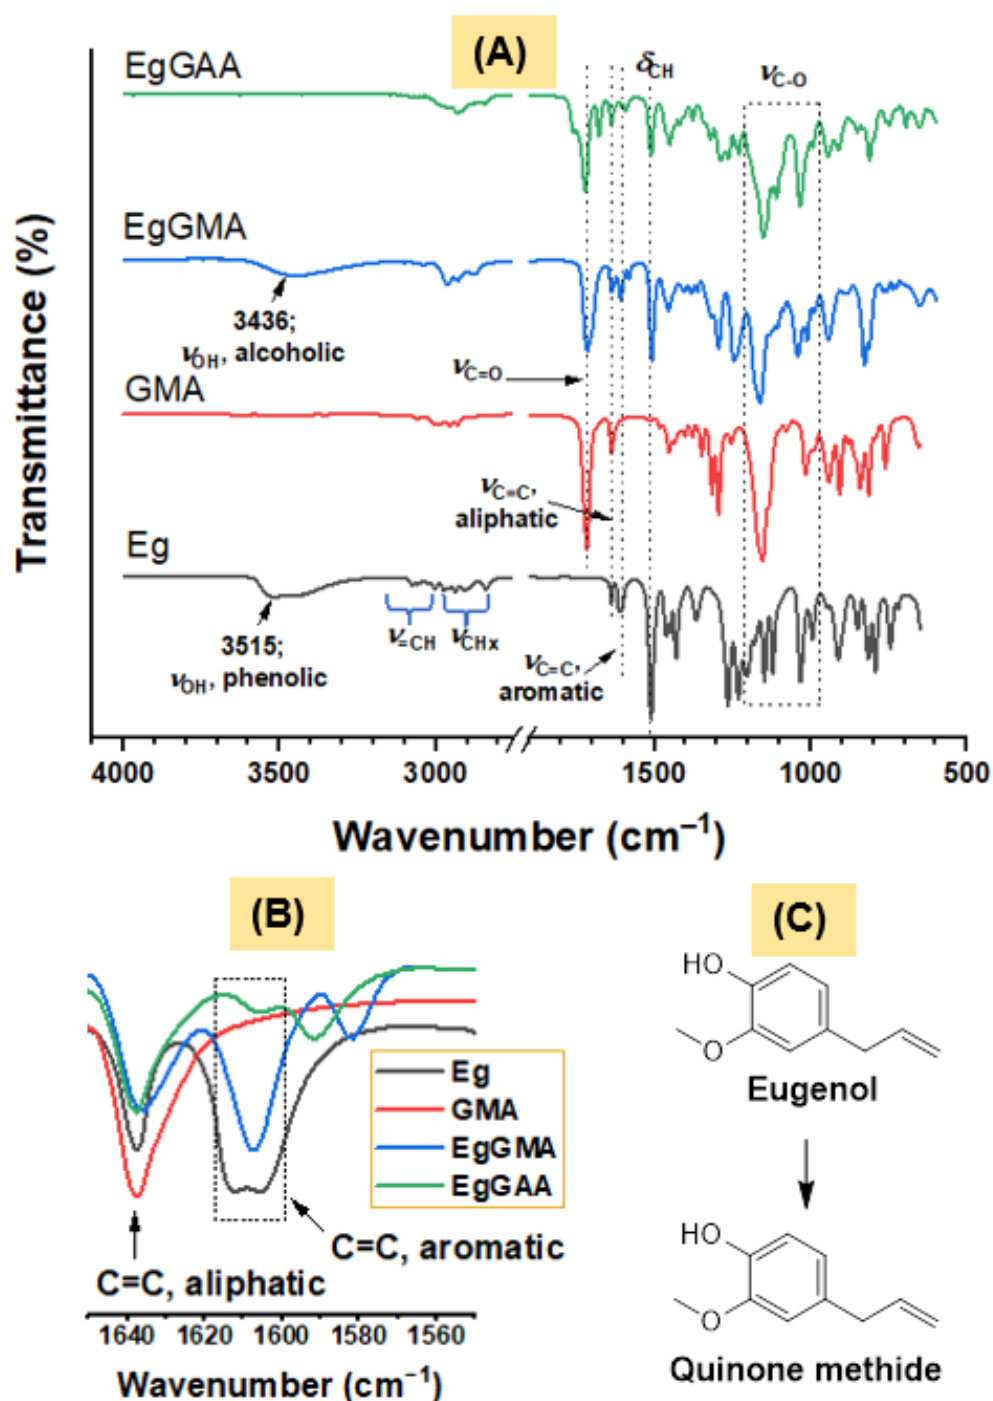 (A)
EgGAA
δCH
νC-O
EgGMA
3436;
νOH, alcoholic
νC=O
GMA
νC=C,
aliphatic
Eg
3515;
νOH, phenolic
ν=CH
νCHx
νC=C,
aromatic
Transmittance (%)
4000 3500 3000 1500 1000 500
Wavenumber (cm⁻¹)
(B)
Eg
GMA
EgGMA
EgGAA
C=C, aromatic
C=C, aliphatic
1640 1620 1600 1580 1560
Wavenumber (cm⁻¹)
(C)
HO
O
Eugenol
HO
O
Quinone methide